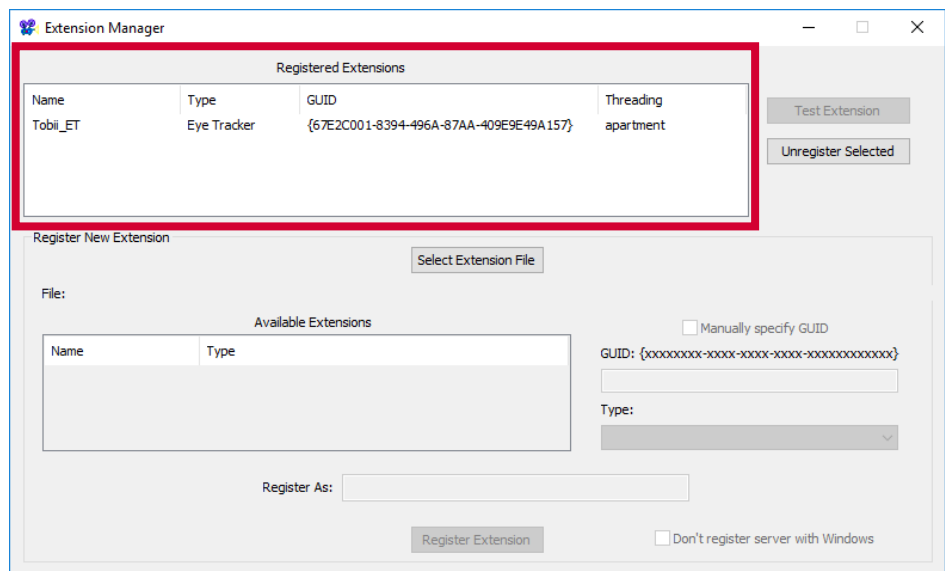 Extension Manager
Registered Extensions
Name Type GUID Threading
Tobii_ET Eye Tracker {67E2C001-8394-496A-87AA-409E9E49A157} apartment
Test Extension
Unregister Selected
Register New Extension
Select Extension File
File:
Available Extensions
Name Type
Manually specify GUID
GUID: {xxxxxxxx-xxxx-xxxx-xxxx-xxxxxxxxxxxx}
Type:
Register As:
Register Extension
Don't register server with Windows